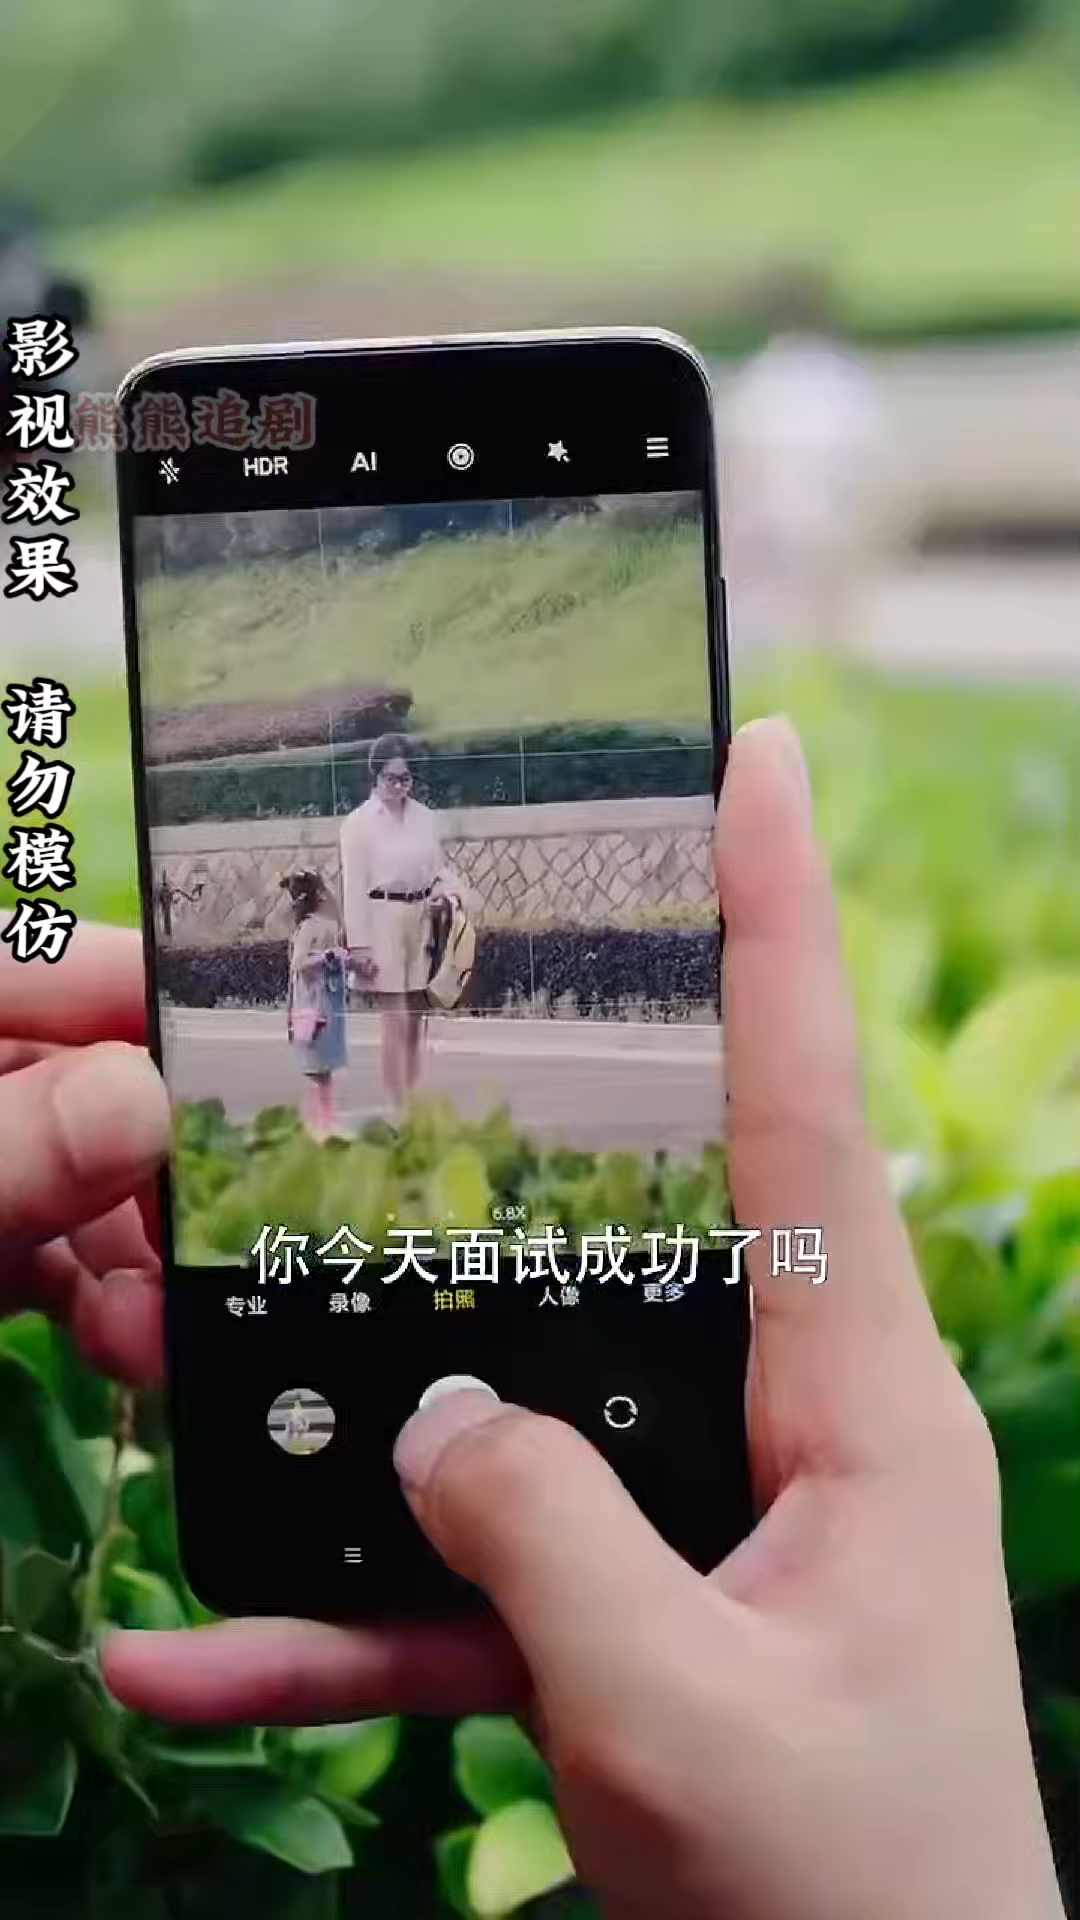 影视效果 请勿模仿
熊熊追剧
HDR
AI
6.8X
你今天面试成功了吗
专业 录像 拍照 人像 更多